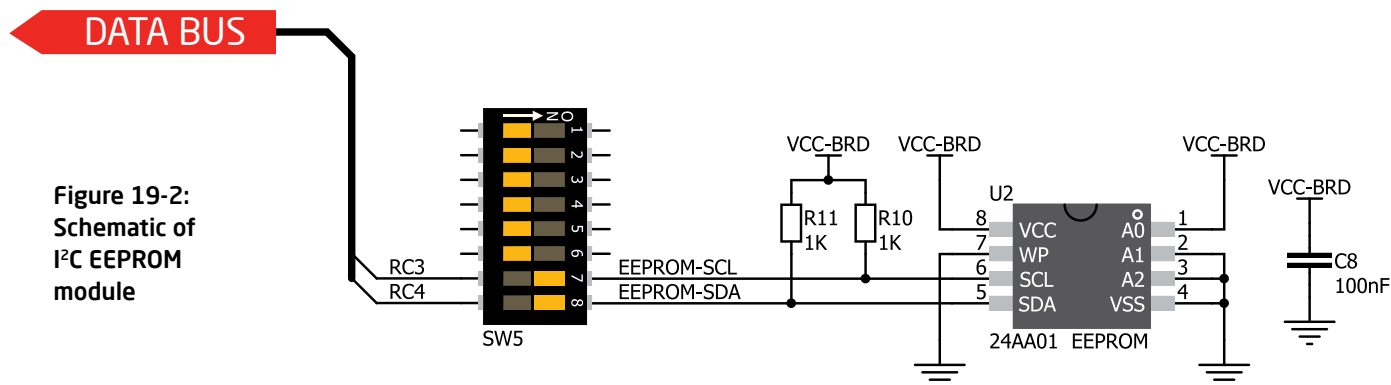 DATA BUS
Figure 19-2:
Schematic of
I²C EEPROM
module
ON
1
2
3
4
5
6
7
8
SW5
RC3
RC4
EEPROM-SCL
EEPROM-SDA
VCC-BRD
R11
1K
R10
1K
VCC-BRD
U2
8
7
6
5
VCC
WP
SCL
SDA
A0
A1
A2
VSS
1
2
3
4
24AA01 EEPROM
VCC-BRD
VCC-BRD
C8
100nF